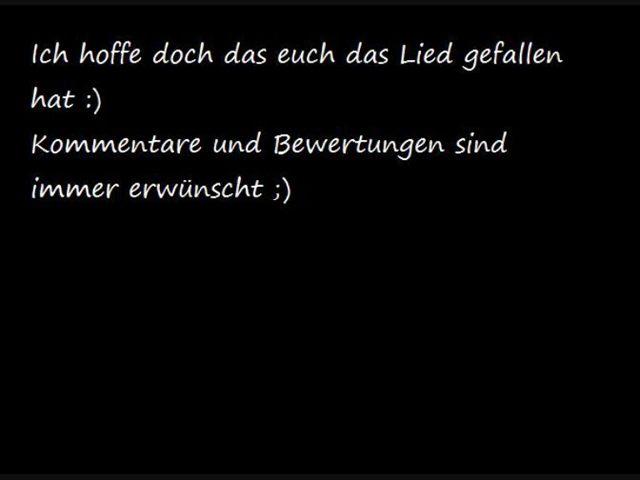 Ich hoffe doch das euch das Lied gefallen
hat :)
Kommentare und Bewertungen sind
immer erwünscht ;)